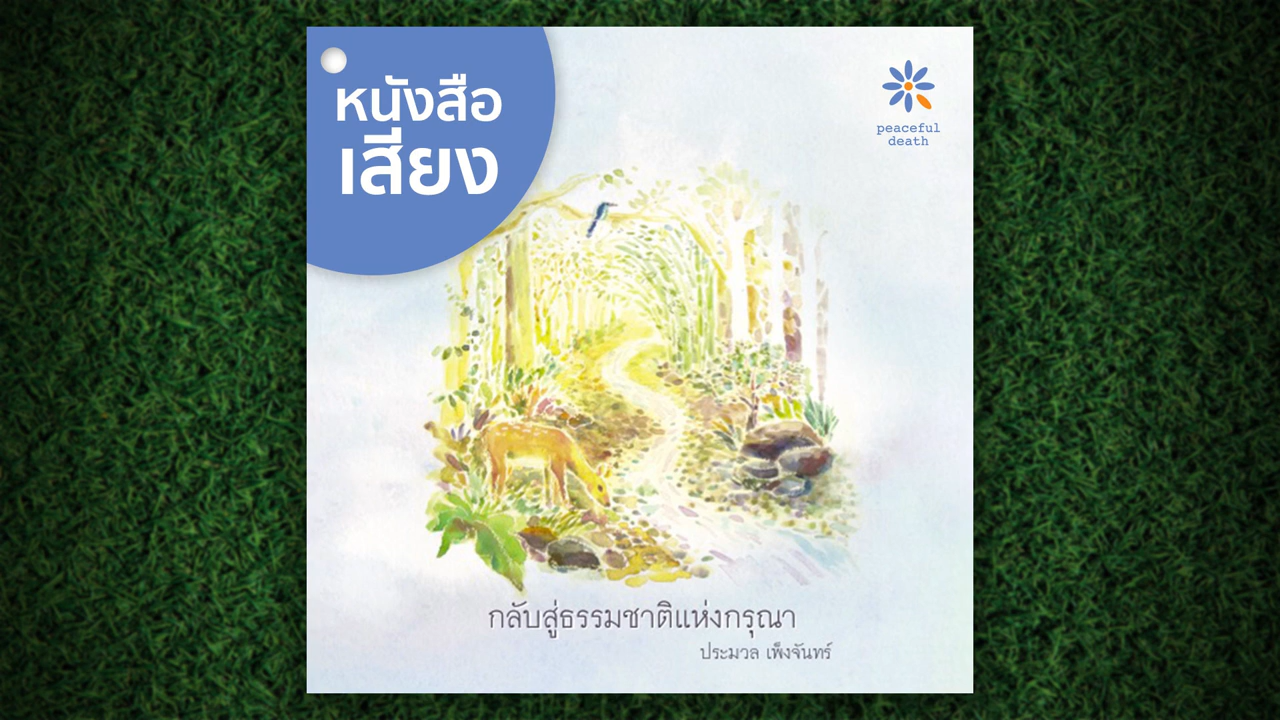 หนังสือ
เสียง
peaceful
death
กลับสู่ธรรมชาติแห่งกรุณา
ประมวล เพ็งจันทร์